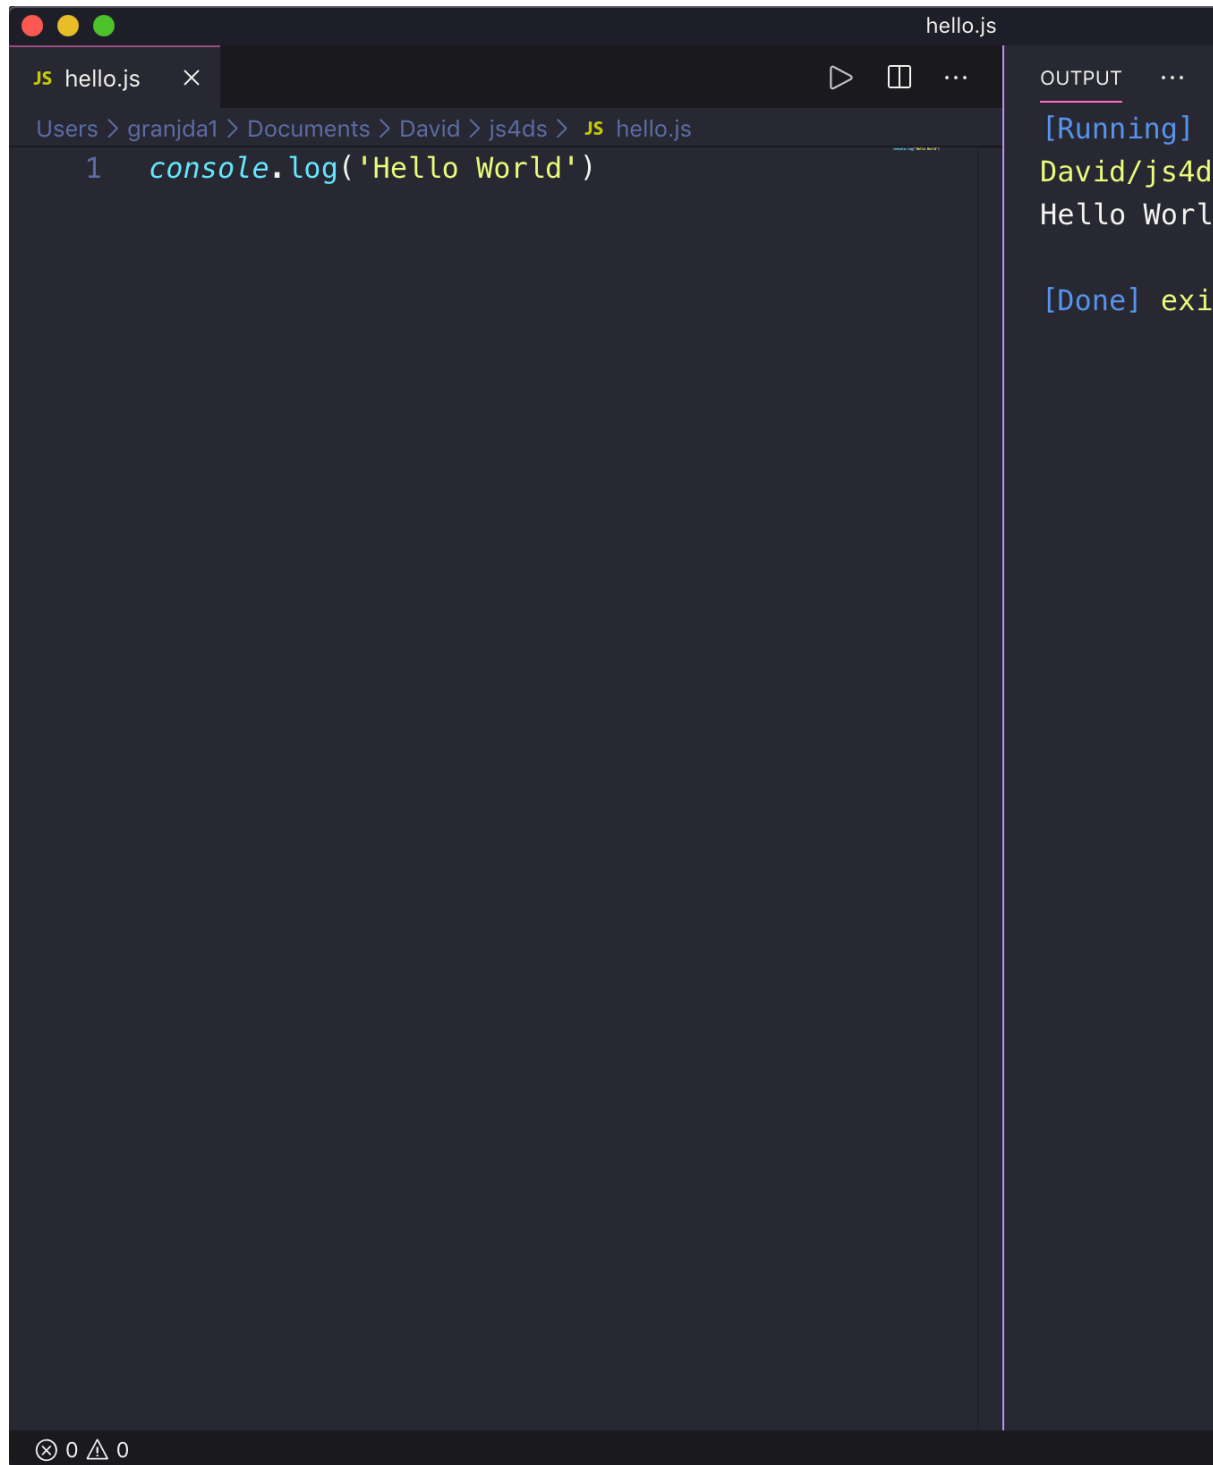 hello.js
JS hello.js
Users > granjda1 > Documents > David > js4ds > JS hello.js
1 console.log('Hello World')
OUTPUT ...
[Running]
David/js4d
Hello Worl
[Done] exi
0 0